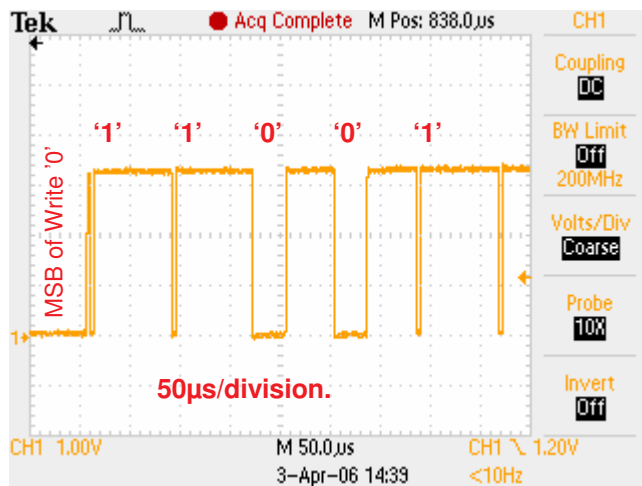 Tek Acq Complete M Pos: 838.0µs CH1
Coupling
DC
BW Limit
Off
200MHz
Volts/Div
Coarse
Probe
10X
Invert
Off
‘1’ ‘1’ ‘0’ ‘0’ ‘1’
MSB of Write '0'
1
50µs/division.
CH1 1.00V M 50.0µs CH1 1.20V
3-Apr-06 14:39 <10Hz